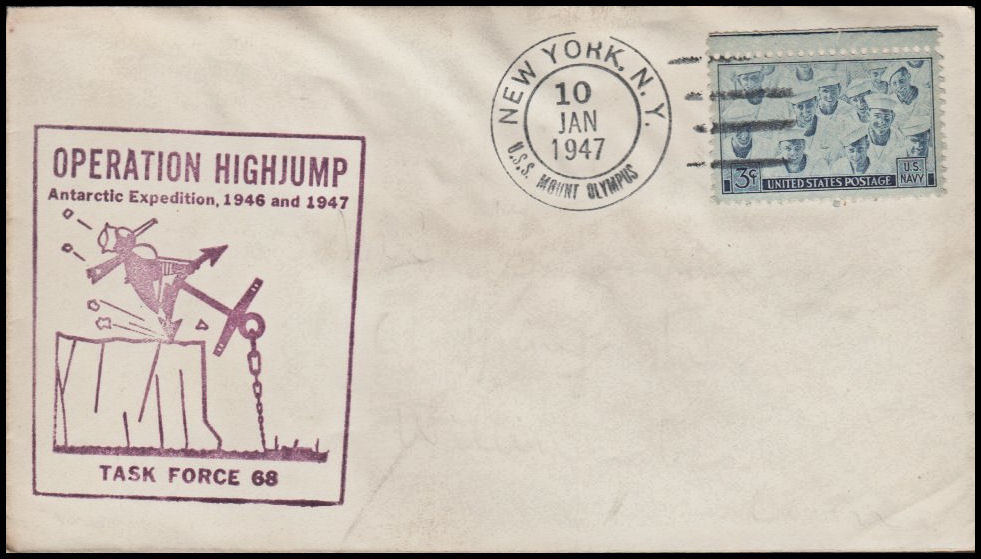 OPERATION HIGHJUMP
Antarctic Expedition, 1946 and 1947
TASK FORCE 68
NEW YORK, N.Y.
10
JAN
1947
U.S.S. MOUNT OLYMPUS
3¢
UNITED STATES POSTAGE
U.S.
NAVY